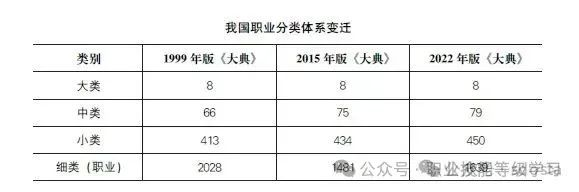 我国职业分类体系变迁
类别 1999 年版《大典》 2015 年版《大典》 2022 年版《大典》
大类 8 8 8
中类 66 75 79
小类 413 434 450
细类（职业） 2028 1481 1639
公众号·职业技能等级学习